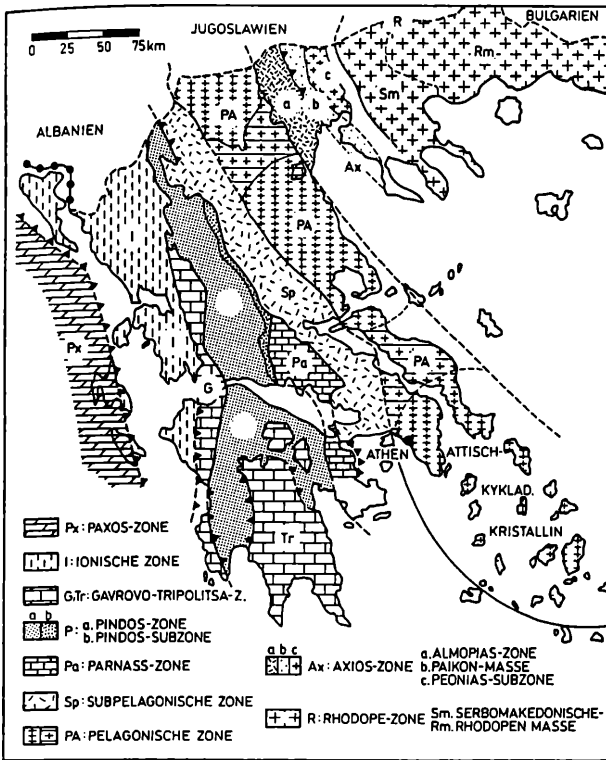 JUGOSLAWIEN
BULGARIEN
R
Rm
0 25 50 75km
c
PA
a
b
Sm
ALBANIEN
Ax
PA
Sp
Px
Pa
PA
G
ATHEN
ATTISCH-
KYKLAD.
KRISTALLIN
Tr
Px: PAXOS-ZONE
I: IONISCHE ZONE
G.Tr: GAVROVO-TRIPOLITSA-Z.
a b
P: a. PINDOS-ZONE
b. PINDOS-SUBZONE
Pa: PARNASS-ZONE
Sp: SUBPELAGONISCHE ZONE
PA: PELAGONISCHE ZONE
a b c
Ax: AXIOS-ZONE
a. ALMOPIAS-ZONE
b. PAIKON-MASSE
c. PEONIAS-SUBZONE
R: RHODOPE-ZONE
Sm. SERBOMAKEDONISCHE-
Rm. RHODOPEN MASSE